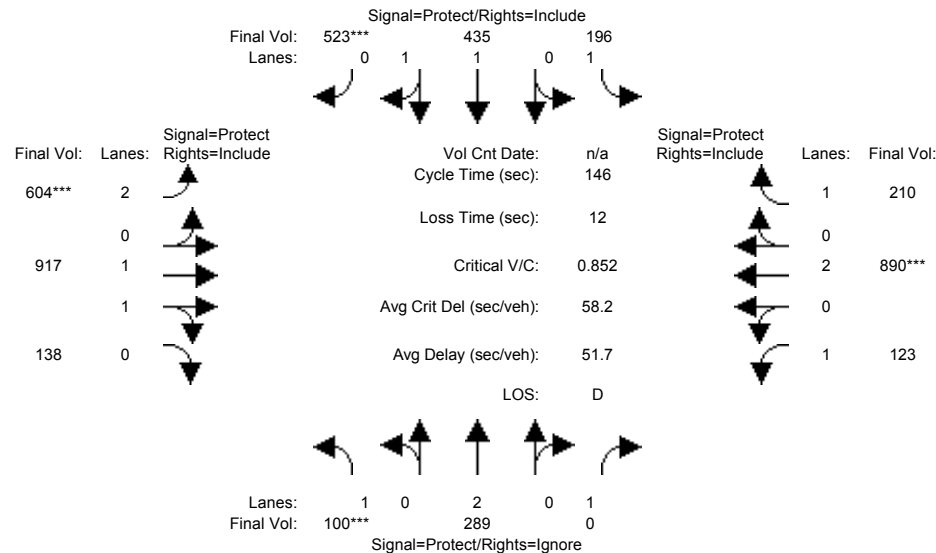 Signal=Protect/Rights=Include
Final Vol: 523*** 435 196
Lanes: 0 1 1 0 1
Signal=Protect Signal=Protect
Final Vol: Lanes: Rights=Include Vol Cnt Date: n/a Rights=Include Lanes: Final Vol:
Cycle Time (sec): 146
604*** 2 1 210
Loss Time (sec): 12
0 0
917 1 Critical V/C: 0.852 2 890***
1 Avg Crit Del (sec/veh): 58.2 0
138 0 Avg Delay (sec/veh): 51.7 1 123
LOS: D
Lanes: 1 0 2 0 1
Final Vol: 100*** 289 0
Signal=Protect/Rights=Ignore